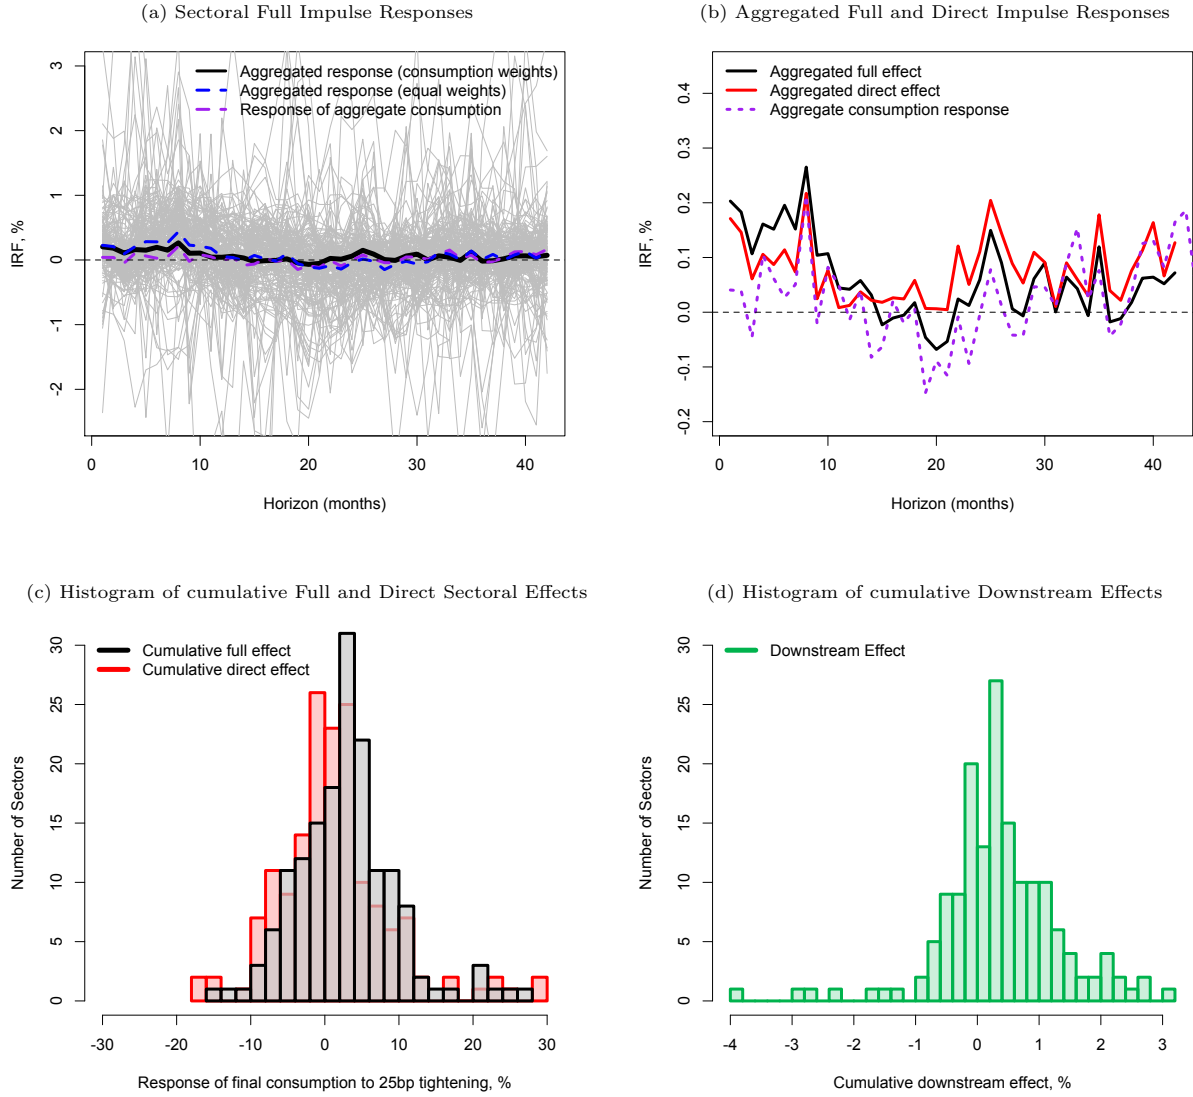 (a) Sectoral Full Impulse Responses
3
2
1
0
-1
-2
IRF, %
Aggregated response (consumption weights)
Aggregated response (equal weights)
Response of aggregate consumption
0 10 20 30 40
Horizon (months)
(b) Aggregated Full and Direct Impulse Responses
0.4
0.3
0.2
0.1
0.0
-0.1
-0.2
IRF, %
Aggregated full effect
Aggregated direct effect
Aggregate consumption response
0 10 20 30 40
Horizon (months)
(c) Histogram of cumulative Full and Direct Sectoral Effects
30
25
20
15
10
5
0
Number of Sectors
Cumulative full effect
Cumulative direct effect
-30 -20 -10 0 10 20 30
Response of final consumption to 25bp tightening, %
(d) Histogram of cumulative Downstream Effects
30
25
20
15
10
5
0
Number of Sectors
Downstream Effect
-4 -3 -2 -1 0 1 2 3
Cumulative downstream effect, %